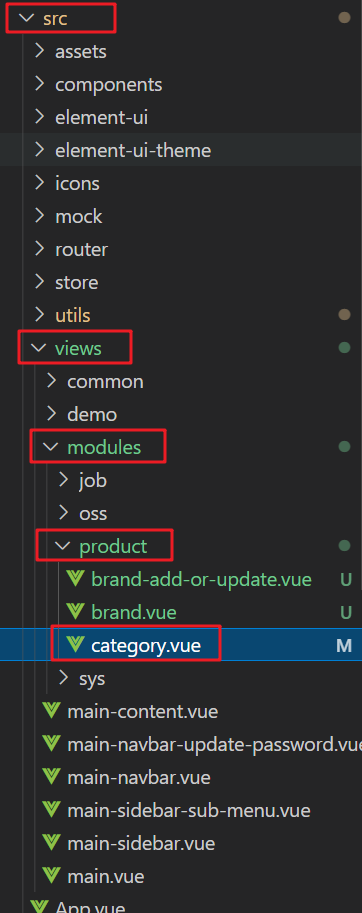 src
assets
components
element-ui
element-ui-theme
icons
mock
router
store
utils
views
common
demo
modules
job
oss
product
brand-add-or-update.vue U
brand.vue U
category.vue M
sys
main-content.vue
main-navbar-update-password.vue
main-navbar.vue
main-sidebar-sub-menu.vue
main-sidebar.vue
main.vue
App.vue